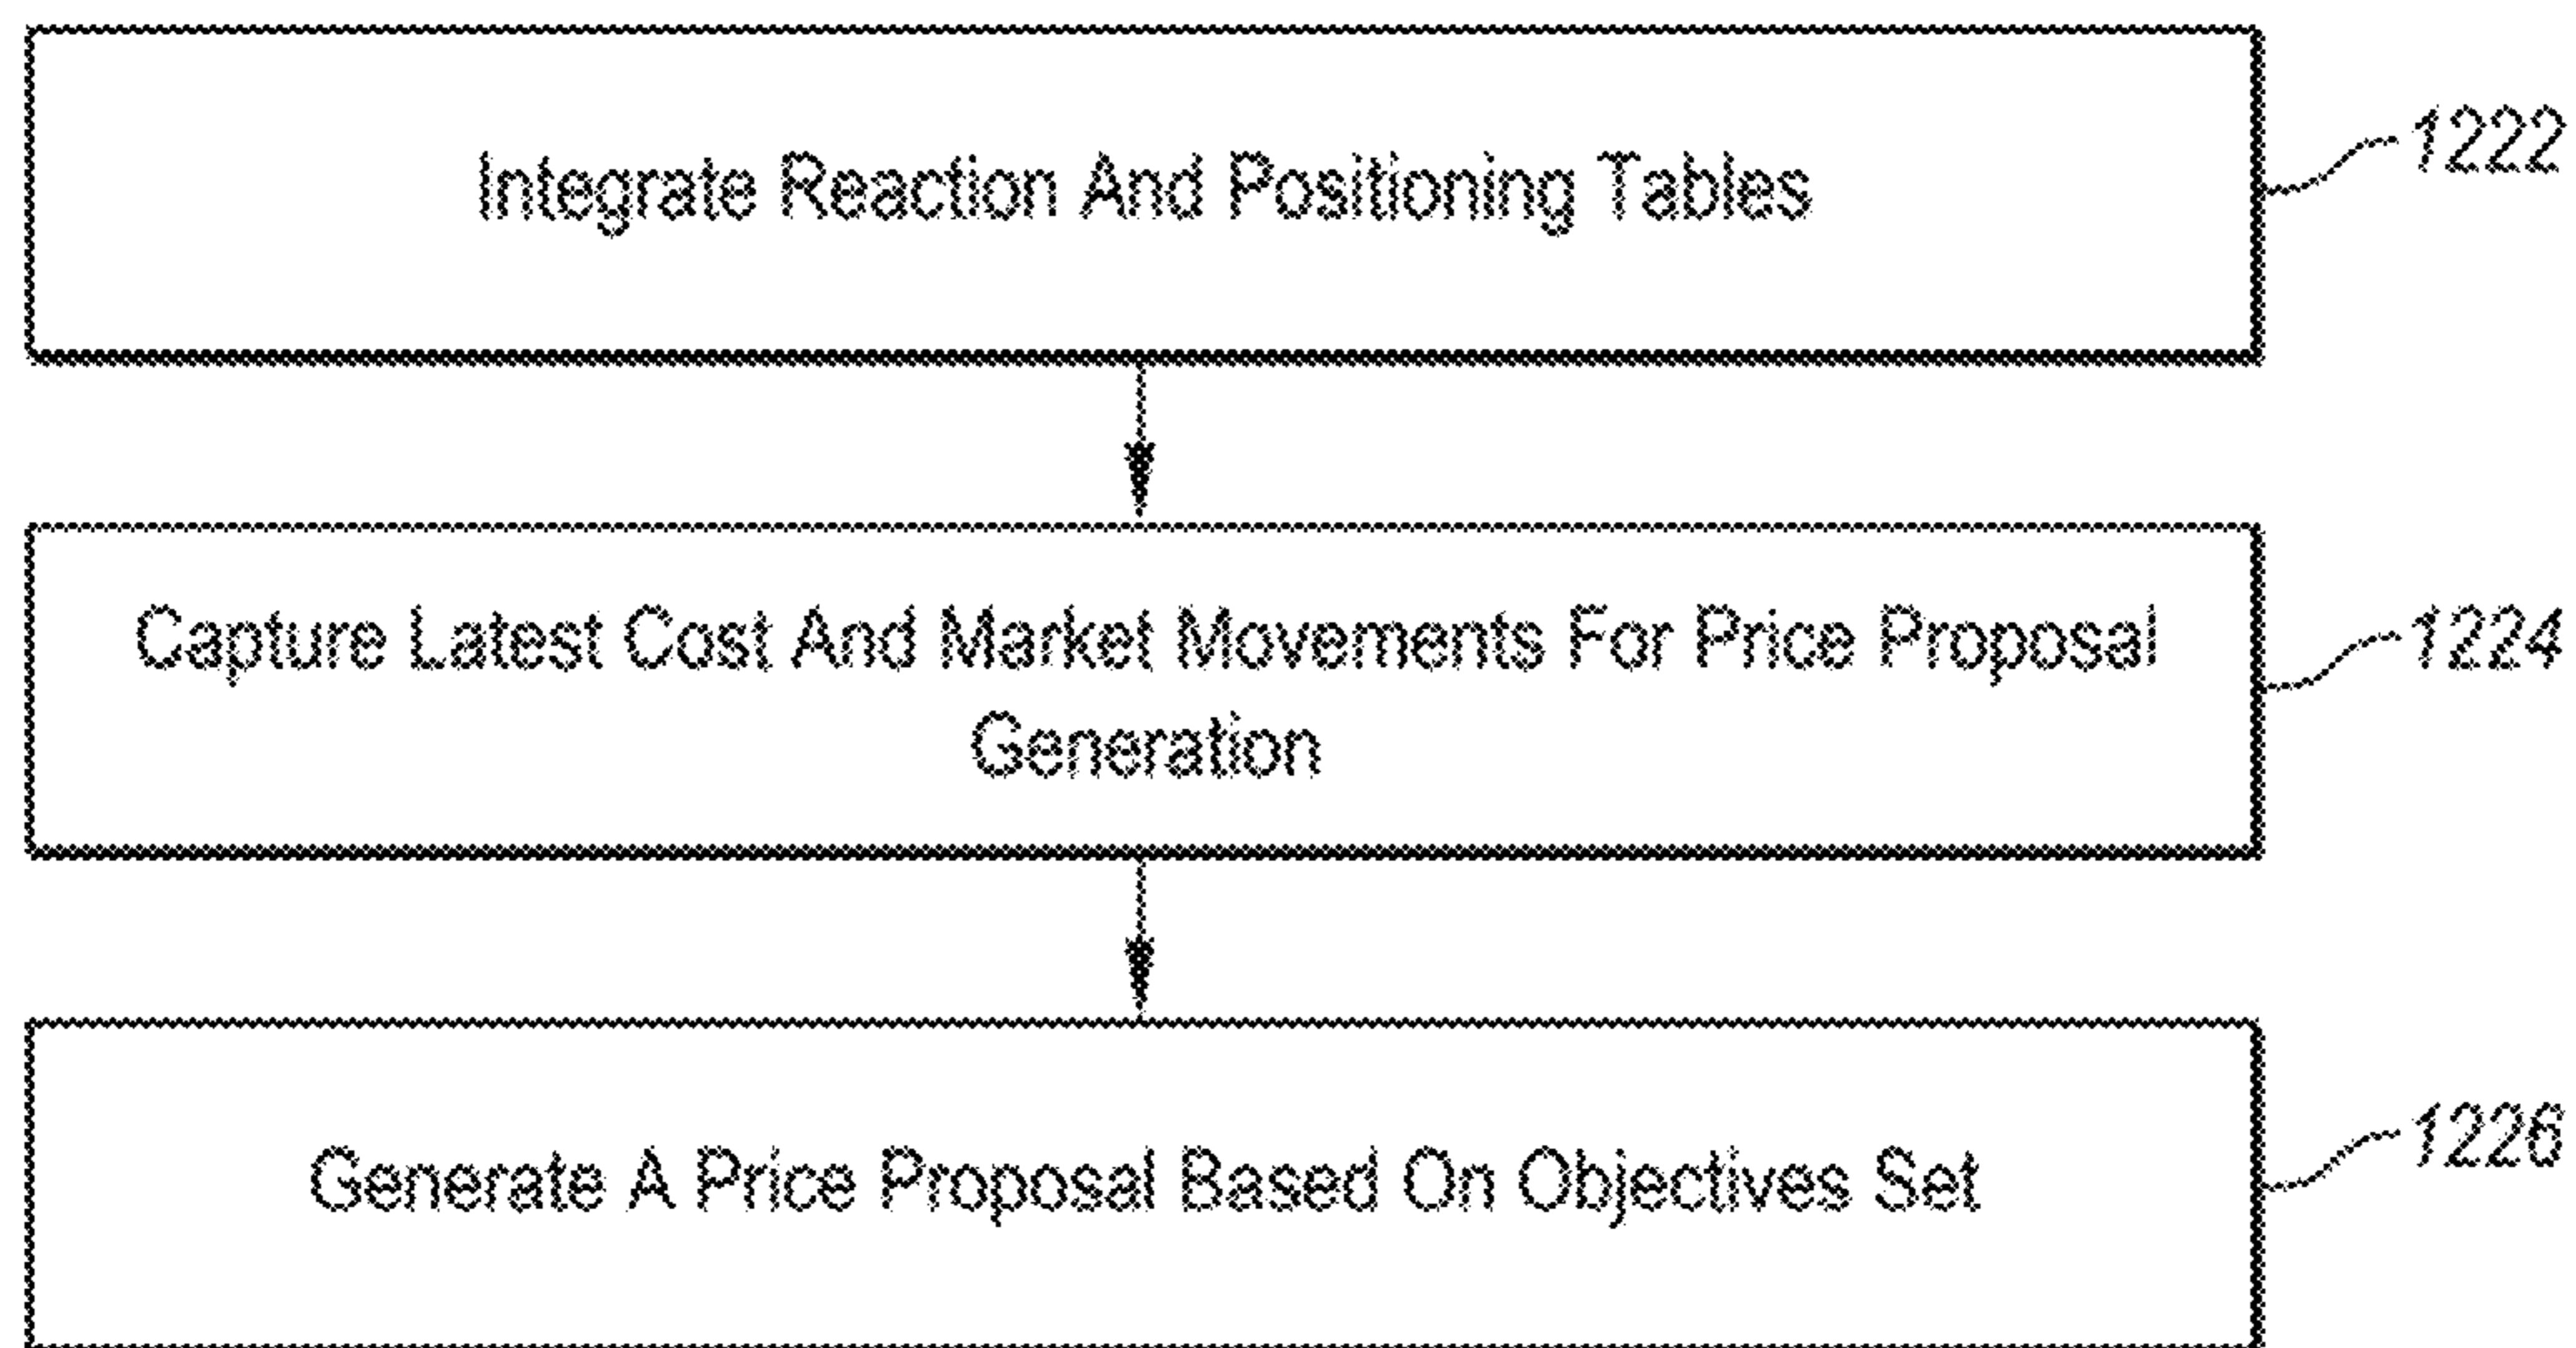 Integrate Reaction And Positioning Tables
1222
Capture Latest Cost And Market Movements For Price Proposal
Generation
1224
Generate A Price Proposal Based On Objectives Set
1226